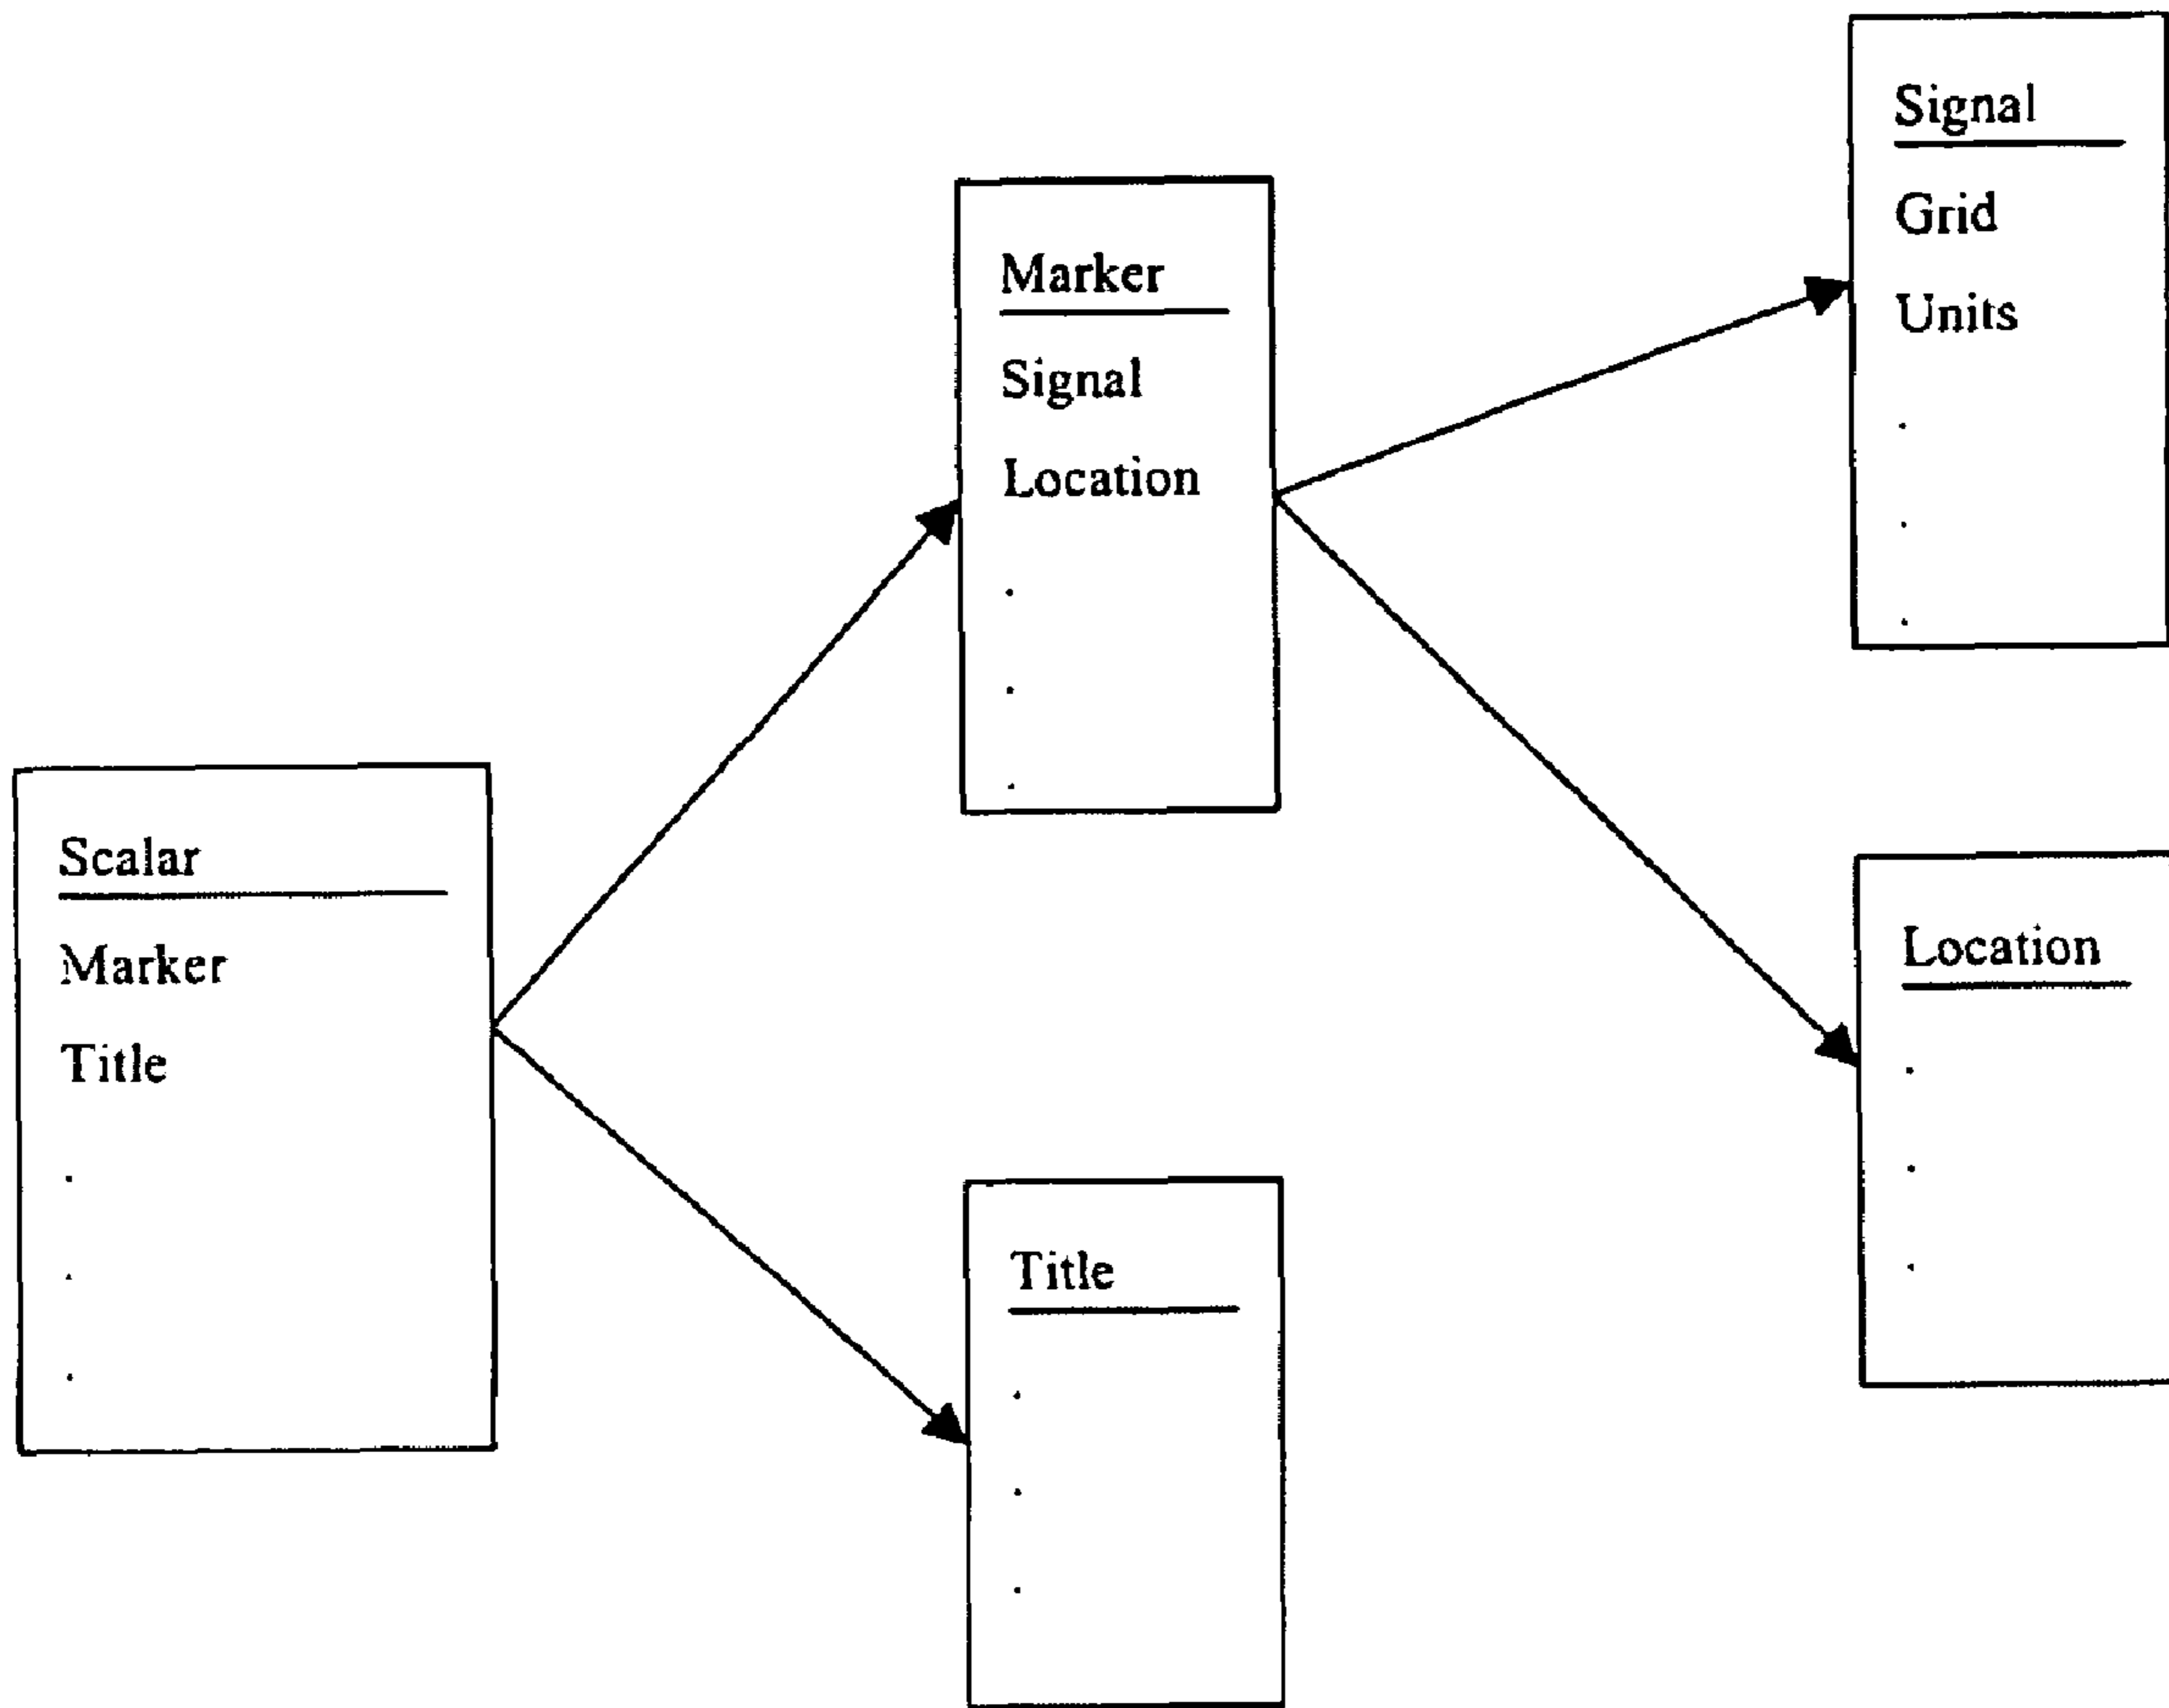 Scalar
Marker
Title
.
.
.
Marker
Signal
Location
.
.
.
Title
.
.
.
Signal
Grid
Units
.
.
.
Location
.
.
.